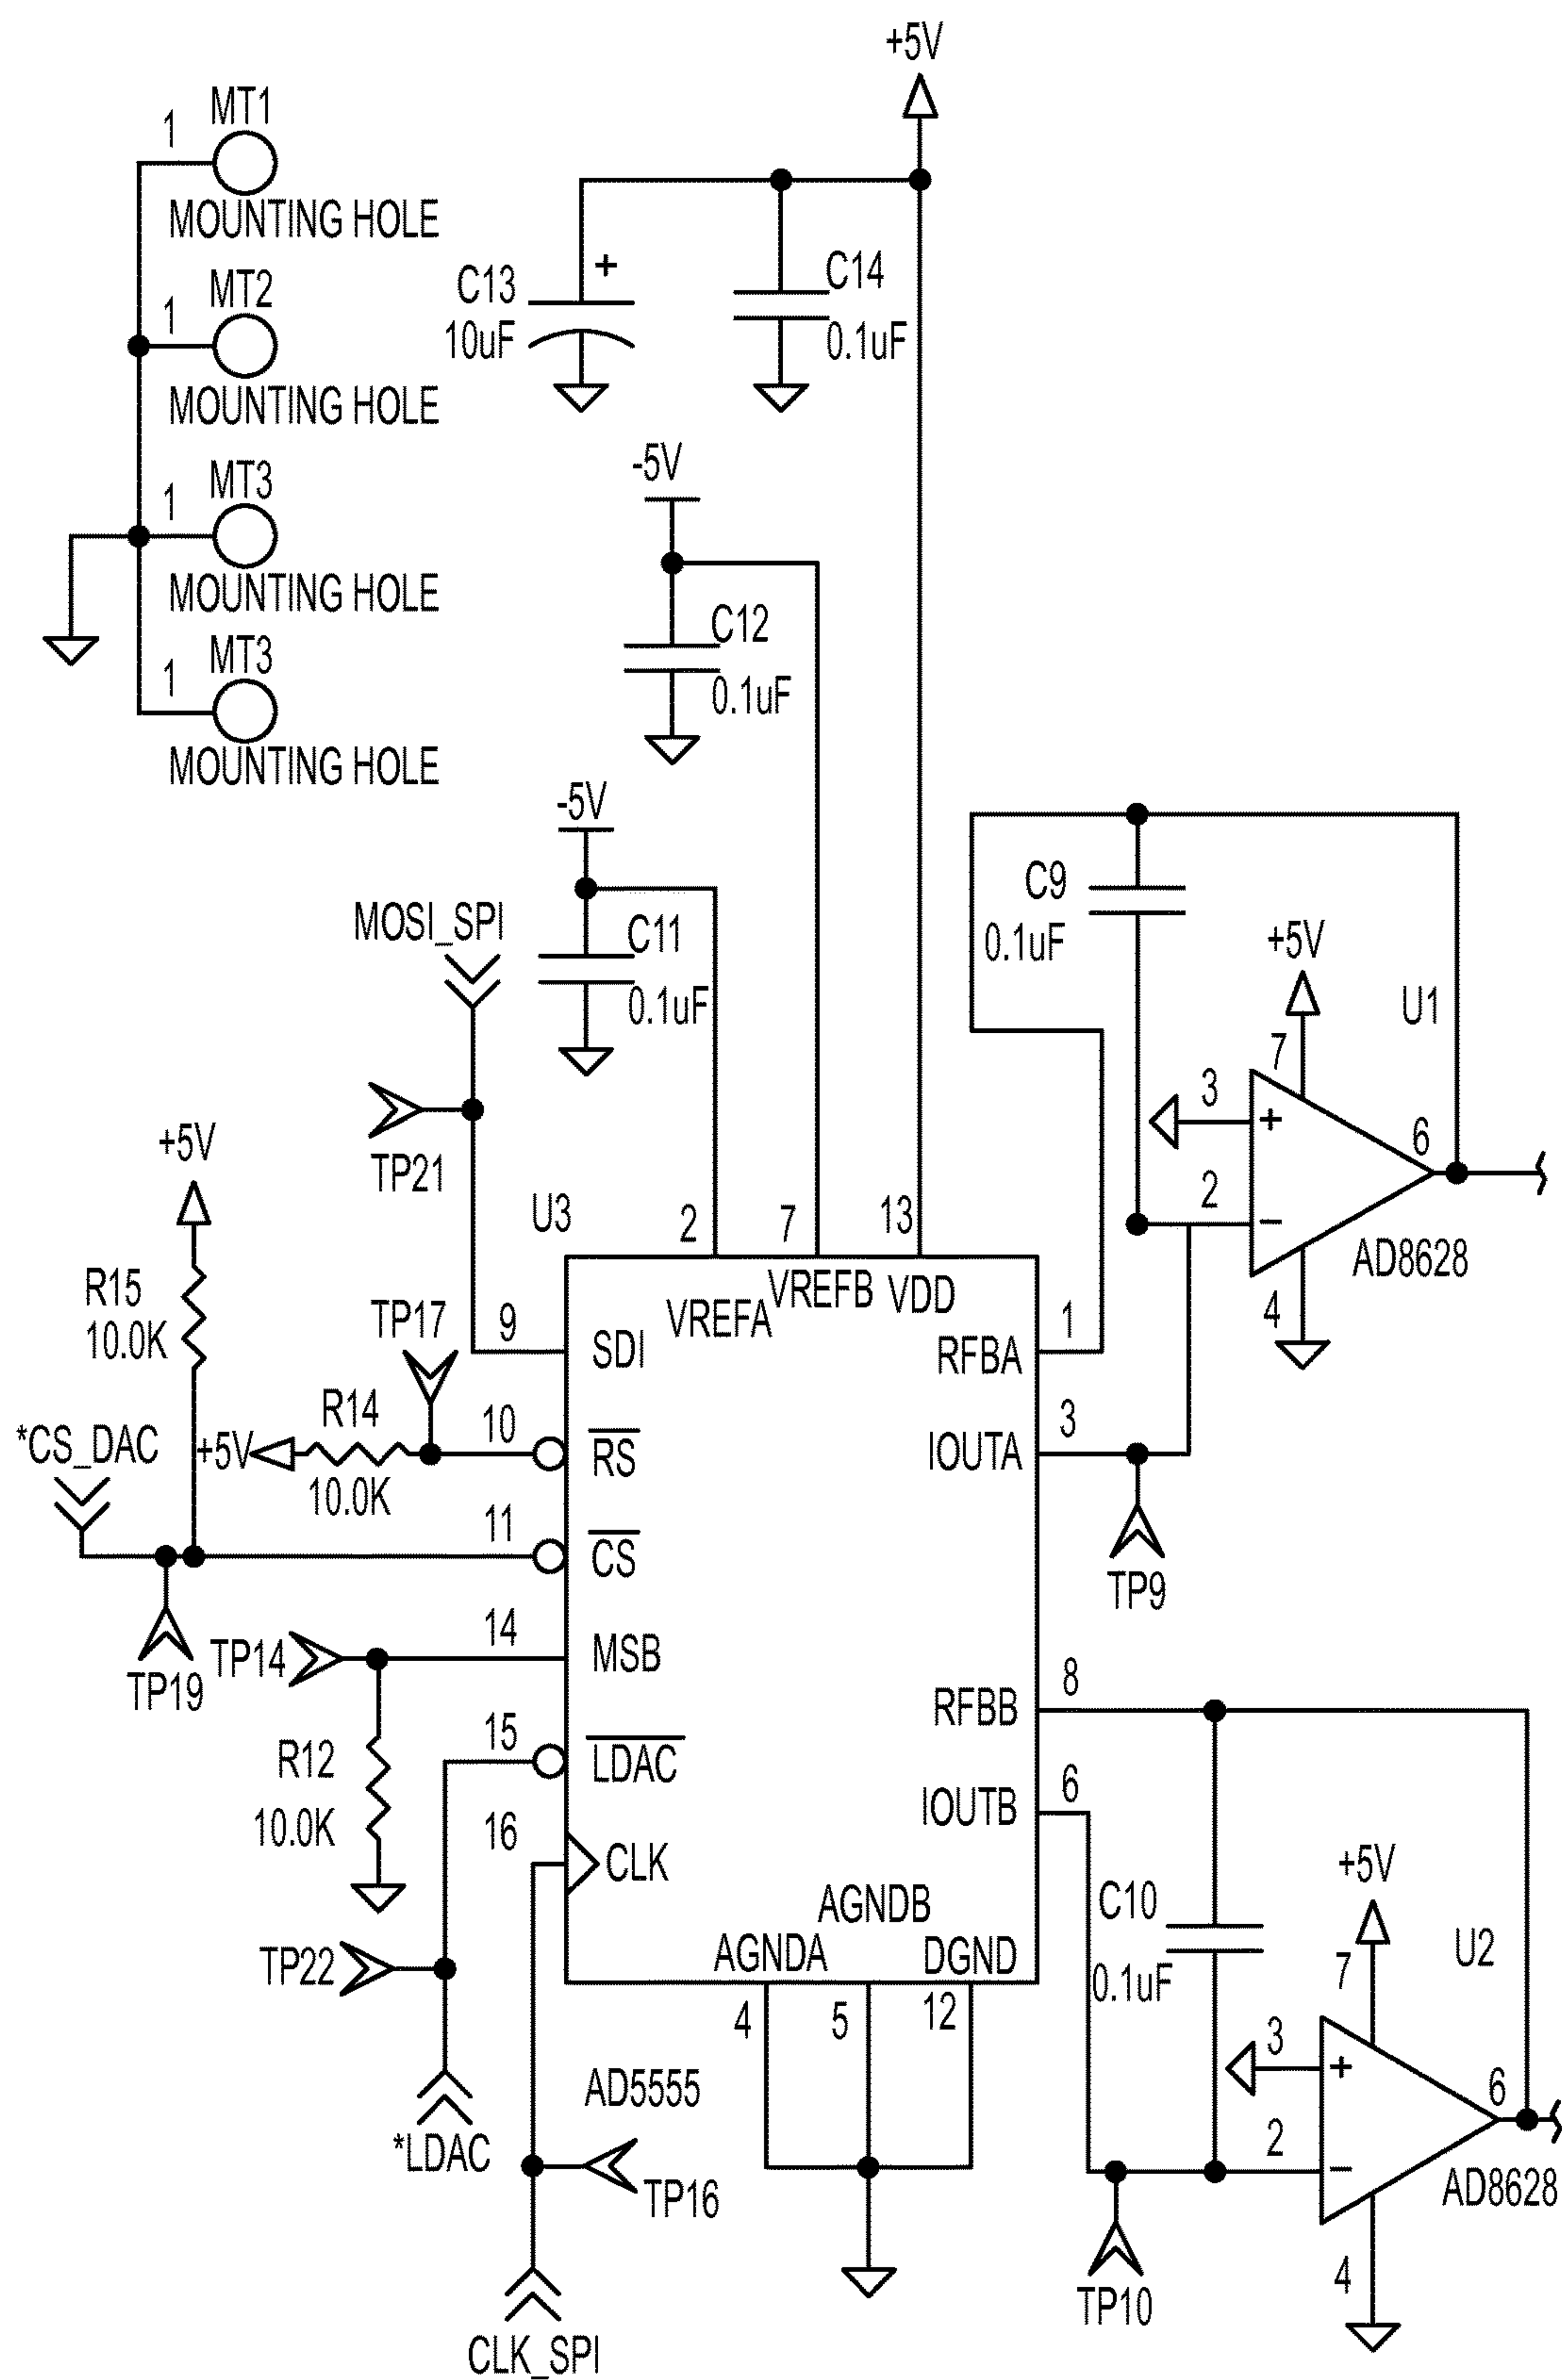 +5V
1
MT1
MOUNTING HOLE
1
MT2
MOUNTING HOLE
1
MT3
MOUNTING HOLE
1
MT3
MOUNTING HOLE
C13
+
10uF
C14
0.1uF
-5V
C12
0.1uF
-5V
C11
0.1uF
MOSI_SPI
TP21
C9
0.1uF
+5V
U1
7
3
+
2
−
6
4
AD8628
+5V
R15
10.0K
TP17
R14
+5V
10.0K
*CS_DAC
TP19
TP14
R12
10.0K
TP22
*LDAC
U3
2
7
13
VREFA
VREFB
VDD
9
SDI
10
RS
11
CS
14
MSB
15
LDAC
16
CLK
1
RFBA
3
IOUTA
TP9
8
RFBB
6
IOUTB
AGNDA
AGNDB
DGND
4
5
12
AD5555
TP16
CLK_SPI
C10
0.1uF
+5V
U2
7
3
+
2
−
6
4
AD8628
TP10